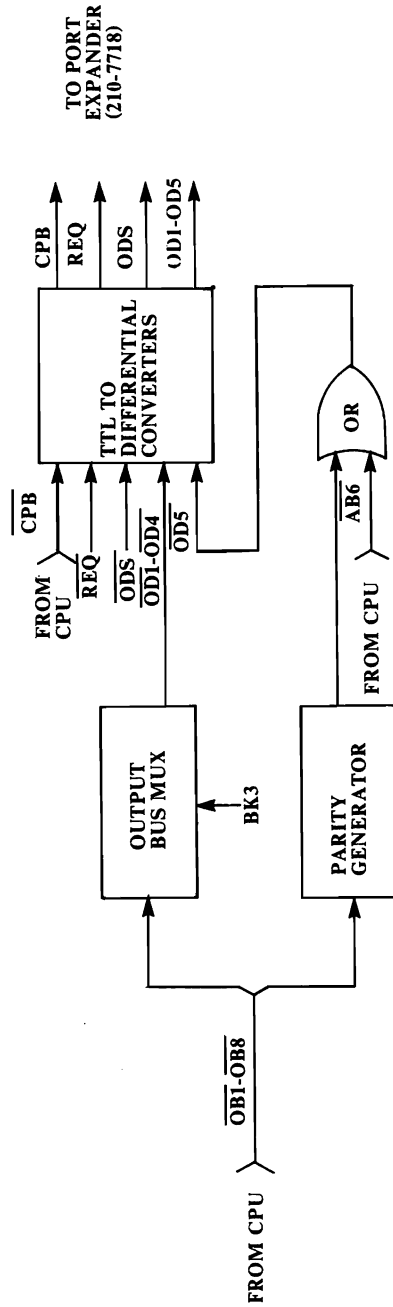 TO PORT
EXPANDER
(210-7718)
CPB
REQ
ODS
OD1-OD5
TTL TO
DIFFERENTIAL
CONVERTERS
CPB
FROM
CPU
REQ
ODS
OD1-OD4
OD5
OR
AB6
FROM CPU
OUTPUT
BUS MUX
BK3
PARITY
GENERATOR
OB1-OB8
FROM CPU